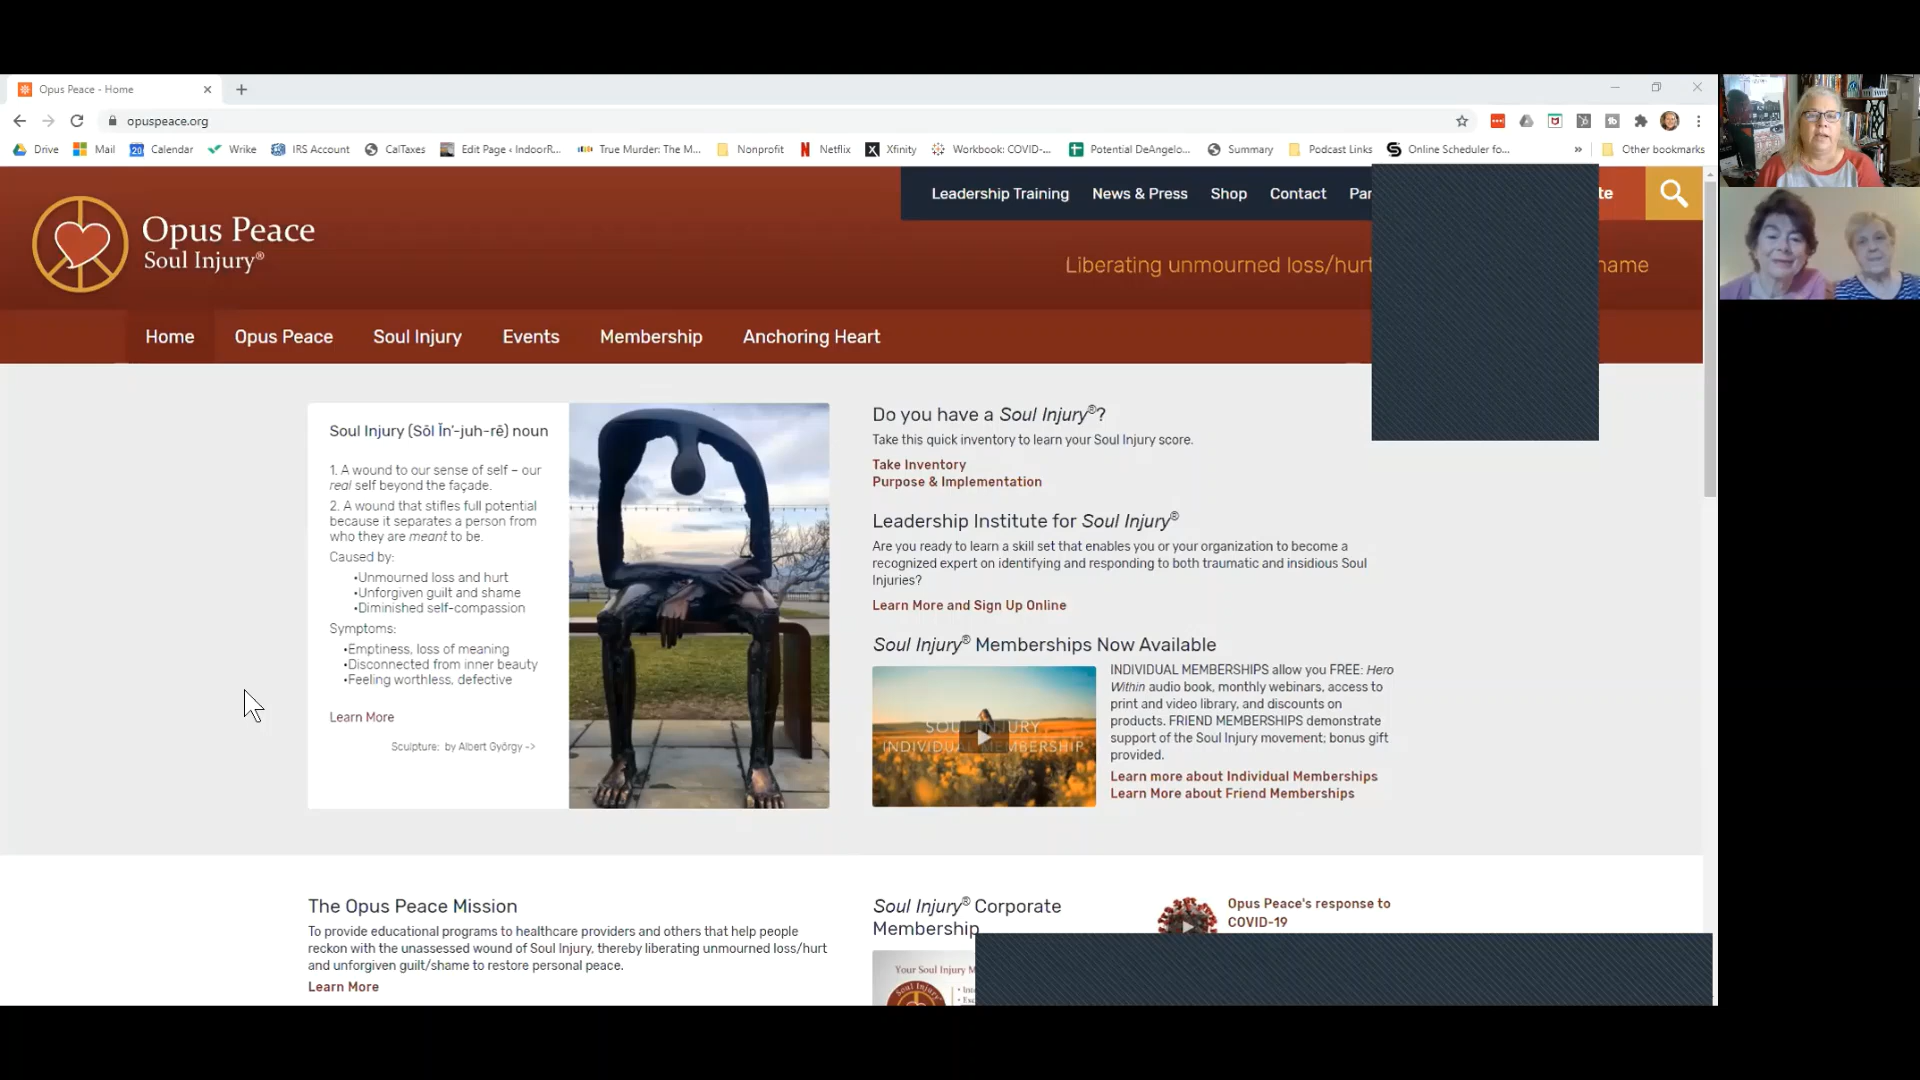 Opus Peace - Home
opuspeace.org
Drive Mail Calendar Wrike IRS Account CalTaxes Edit Page ‹ IndoorR... True Murder: The M... Nonprofit Netflix Xfinity Workbook: COVID-... Potential DeAngelo... Summary Podcast Links Online Scheduler fo... » Other bookmarks
Leadership Training News & Press Shop Contact
Opus Peace
Soul Injury®
Liberating unmourned loss/hurt
Home Opus Peace Soul Injury Events Membership Anchoring Heart
Soul Injury (Sōl Ĭn′-juh-rē) noun
1. A wound to our sense of self – our
real self beyond the façade.
2. A wound that stifles full potential
because it separates a person from
who they are meant to be.
Caused by:
•Unmourned loss and hurt
•Unforgiven guilt and shame
•Diminished self-compassion
Symptoms:
•Emptiness, loss of meaning
•Disconnected from inner beauty
•Feeling worthless, defective
Learn More
Sculpture: by Albert György ->
Do you have a Soul Injury®?
Take this quick inventory to learn your Soul Injury score.
Take Inventory
Purpose & Implementation
Leadership Institute for Soul Injury®
Are you ready to learn a skill set that enables you or your organization to become a
recognized expert on identifying and responding to both traumatic and insidious Soul
Injuries?
Learn More and Sign Up Online
Soul Injury® Memberships Now Available
SOUL INJURY
INDIVIDUAL MEMBERSHIP
INDIVIDUAL MEMBERSHIPS allow you FREE: Hero
Within audio book, monthly webinars, access to
print and video library, and discounts on
products. FRIEND MEMBERSHIPS demonstrate
support of the Soul Injury movement; bonus gift
provided.
Learn more about Individual Memberships
Learn More about Friend Memberships
The Opus Peace Mission
To provide educational programs to healthcare providers and others that help people
reckon with the unassessed wound of Soul Injury, thereby liberating unmourned loss/hurt
and unforgiven guilt/shame to restore personal peace.
Learn More
Soul Injury® Corporate
Membership
Your Soul Injury
Soul Injury
Opus Peace's response to
COVID-19